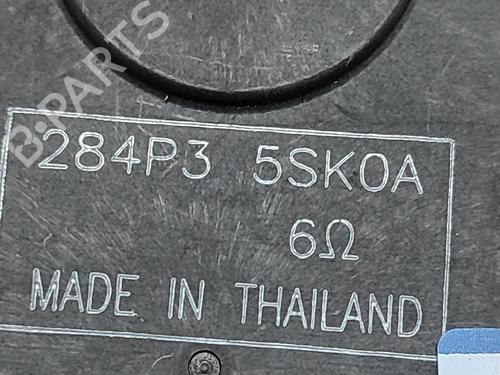 B-PARTS
284P3 5SK0A
6Ω
MADE IN THAILAND